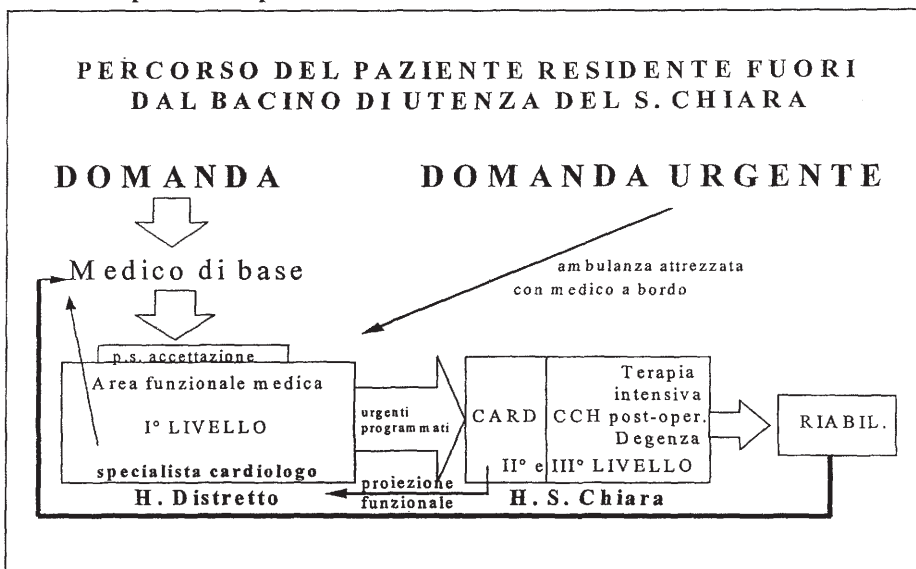 PERCORSO DEL PAZIENTE RESIDENTE FUORI
DAL BACINO DI UTENZA DEL S. CHIARA
DOMANDA
DOMANDA URGENTE
Medico di base
ambulanza attrezzata
con medico a bordo
p.s. accettazione
Area funzionale medica
I° LIVELLO
specialista cardiologo
H. Distretto
urgenti
programmati
proiezione
funzionale
CARD
CCH
Terapia
intensiva
post-oper.
Degenza
II° e III° LIVELLO
H. S. Chiara
RIABIL.